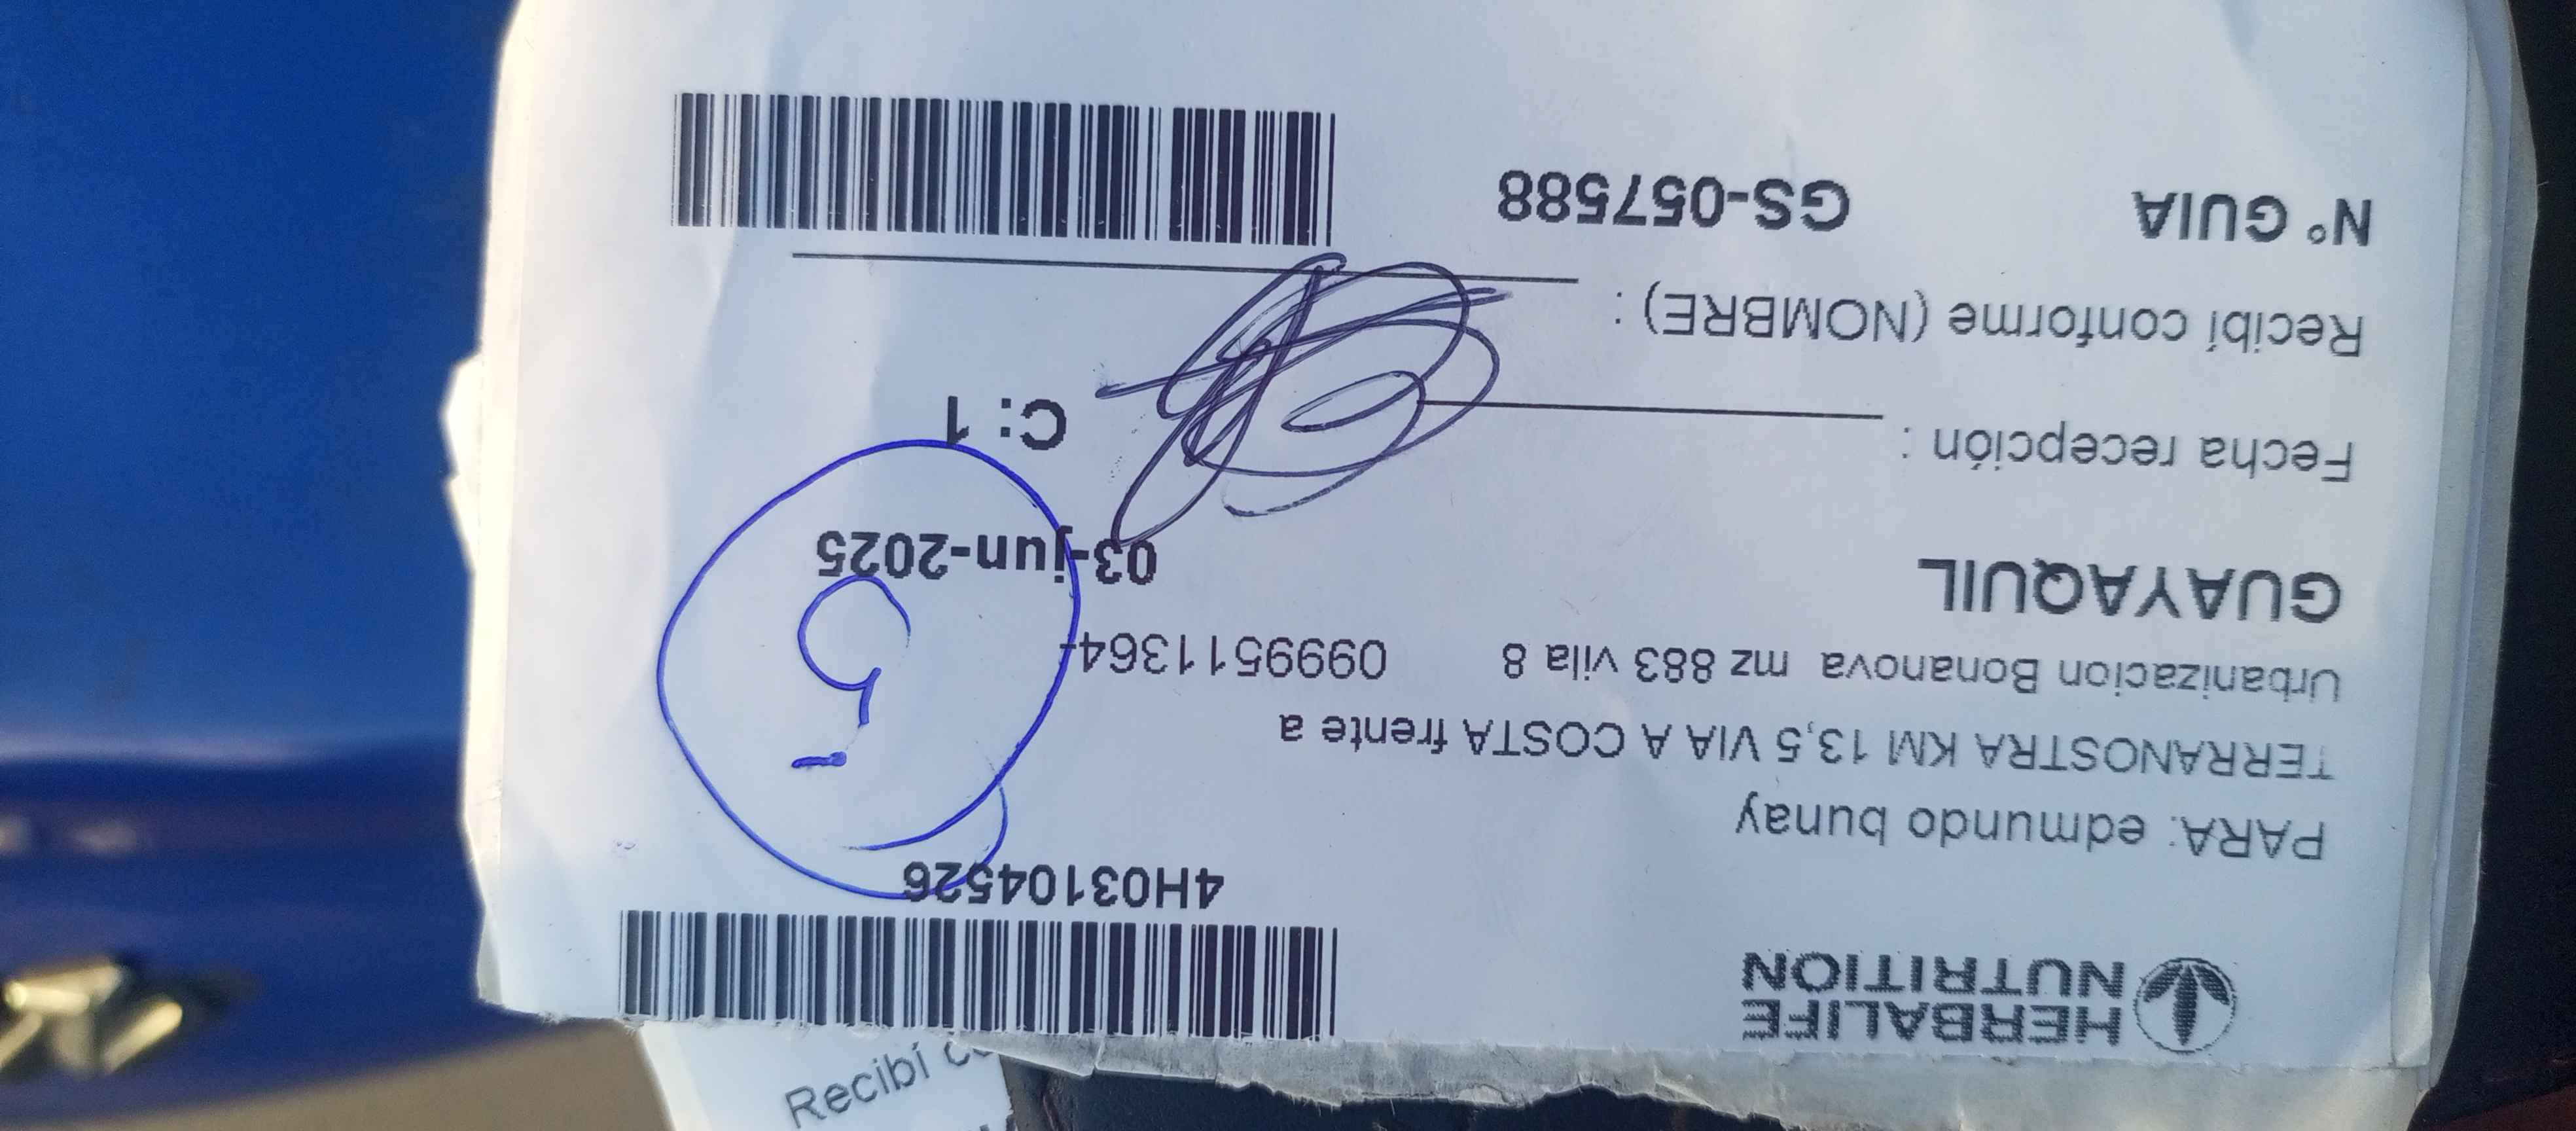 HERBALIFE
NUTRITION
4H03104526
PARA: edmundo bunay
TERRANOSTRA KM 13,5 VIA A COSTA frente a
Urbanizacion Bonanova mz 883 vila 8 0999511364-
GUAYAQUIL 03-jun-2025
5
Fecha recepción :
C: 1
Recibí conforme (NOMBRE) :
N° GUIA GS-057588
Recibí